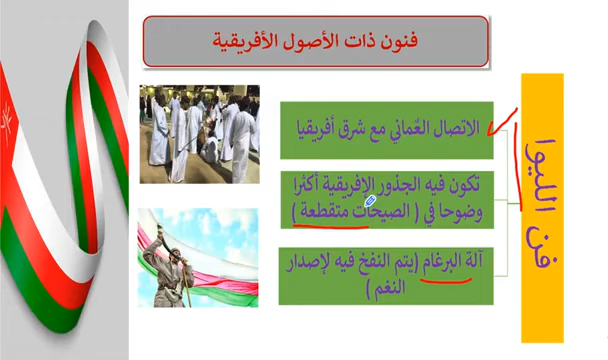 فنون ذات الأصول الأفريقية
فن الليوا
الاتصال العُماني مع شرق أفريقيا
تكون فيه الجذور الإفريقية أكثرا
وضوحا في ( الصيحات متقطعة )
آلة البرغام (يتم النفخ فيه لإصدار
النغم )